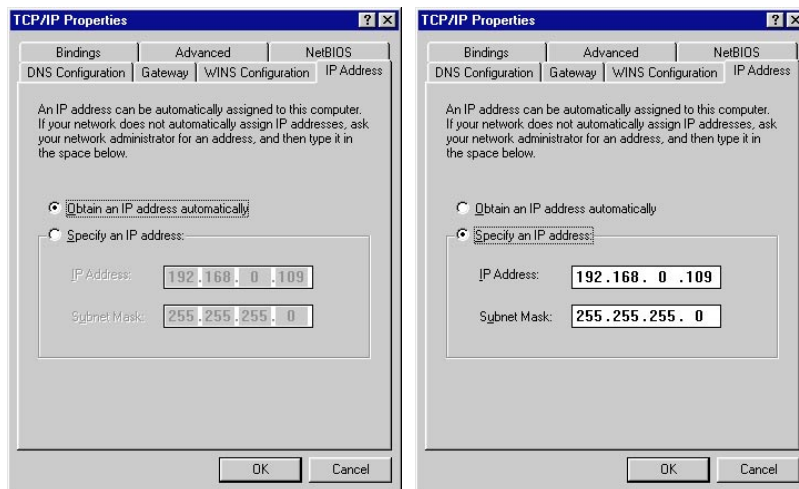 TCP/IP Properties
Bindings Advanced NetBIOS
DNS Configuration Gateway WINS Configuration IP Address
An IP address can be automatically assigned to this computer.
If your network does not automatically assign IP addresses, ask
your network administrator for an address, and then type it in
the space below.
Obtain an IP address automatically
Specify an IP address:
IP Address: 192.168. 0 .109
Subnet Mask: 255.255.255. 0
OK Cancel
TCP/IP Properties
Bindings Advanced NetBIOS
DNS Configuration Gateway WINS Configuration IP Address
An IP address can be automatically assigned to this computer.
If your network does not automatically assign IP addresses, ask
your network administrator for an address, and then type it in
the space below.
Obtain an IP address automatically
Specify an IP address:
IP Address: 192.168. 0 .109
Subnet Mask: 255.255.255. 0
OK Cancel